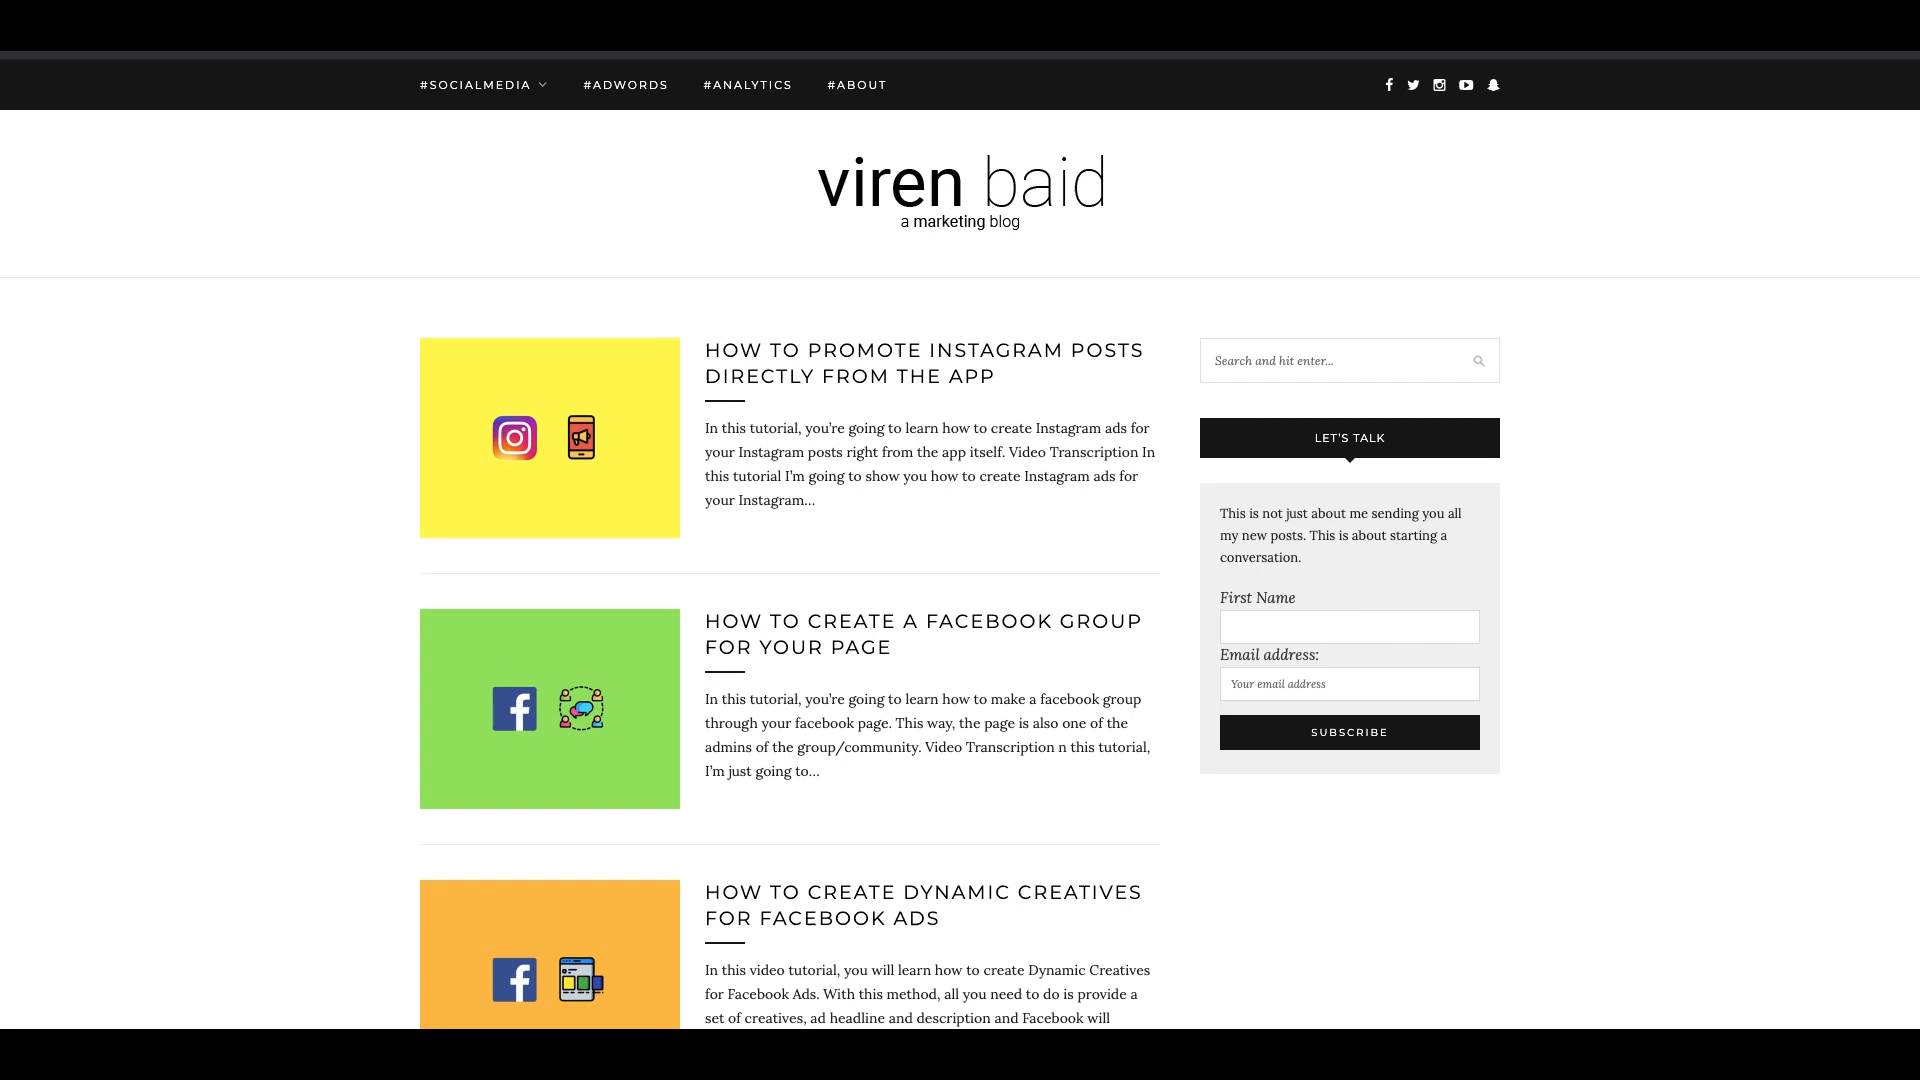 #SOCIALMEDIA
#ADWORDS
#ANALYTICS
#ABOUT
viren baid
a marketing blog
HOW TO PROMOTE INSTAGRAM POSTS
DIRECTLY FROM THE APP
In this tutorial, you’re going to learn how to create Instagram ads for
your Instagram posts right from the app itself. Video Transcription In
this tutorial I’m going to show you how to create Instagram ads for
your Instagram…
HOW TO CREATE A FACEBOOK GROUP
FOR YOUR PAGE
In this tutorial, you’re going to learn how to make a facebook group
through your facebook page. This way, the page is also one of the
admins of the group/community. Video Transcription n this tutorial,
I’m just going to…
HOW TO CREATE DYNAMIC CREATIVES
FOR FACEBOOK ADS
In this video tutorial, you will learn how to create Dynamic Creatives
for Facebook Ads. With this method, all you need to do is provide a
set of creatives, ad headline and description and Facebook will
Search and hit enter...
LET’S TALK
This is not just about me sending you all
my new posts. This is about starting a
conversation.
First Name
Email address:
Your email address
SUBSCRIBE